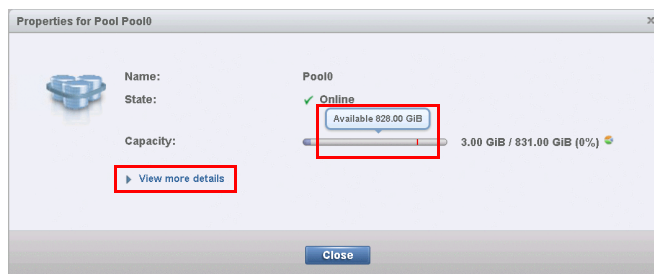 Properties for Pool Pool0
Name: Pool0
State: Online
Available 828.00 GiB
Capacity: 3.00 GiB / 831.00 GiB (0%)
View more details
Close